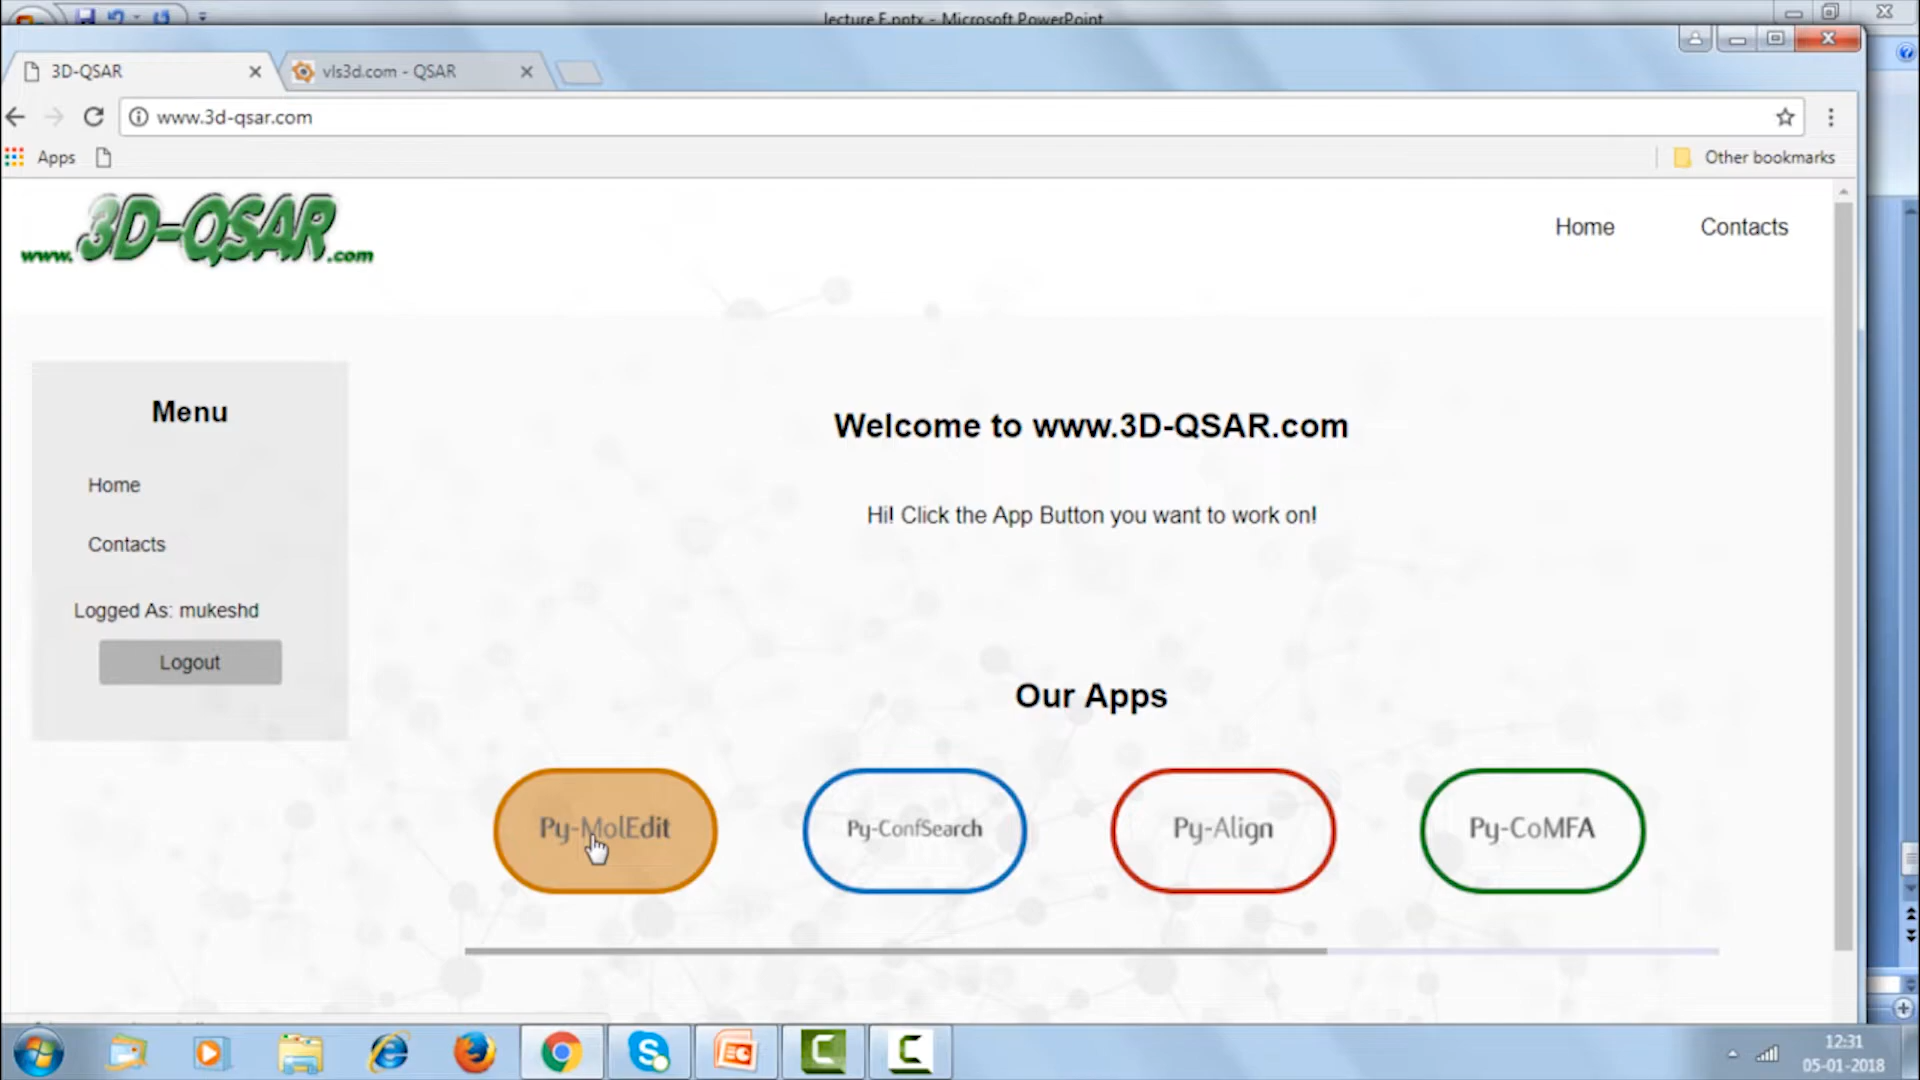 lecture F.pptx - Microsoft PowerPoint
3D-QSAR
vls3d.com - QSAR
www.3d-qsar.com
Apps
Other bookmarks
www.3D-QSAR.com
Home
Contacts
Menu
Home
Contacts
Logged As: mukeshd
Logout
Welcome to www.3D-QSAR.com
Hi! Click the App Button you want to work on!
Our Apps
Py-MolEdit
Py-ConfSearch
Py-Align
Py-CoMFA
12:31
05-01-2018